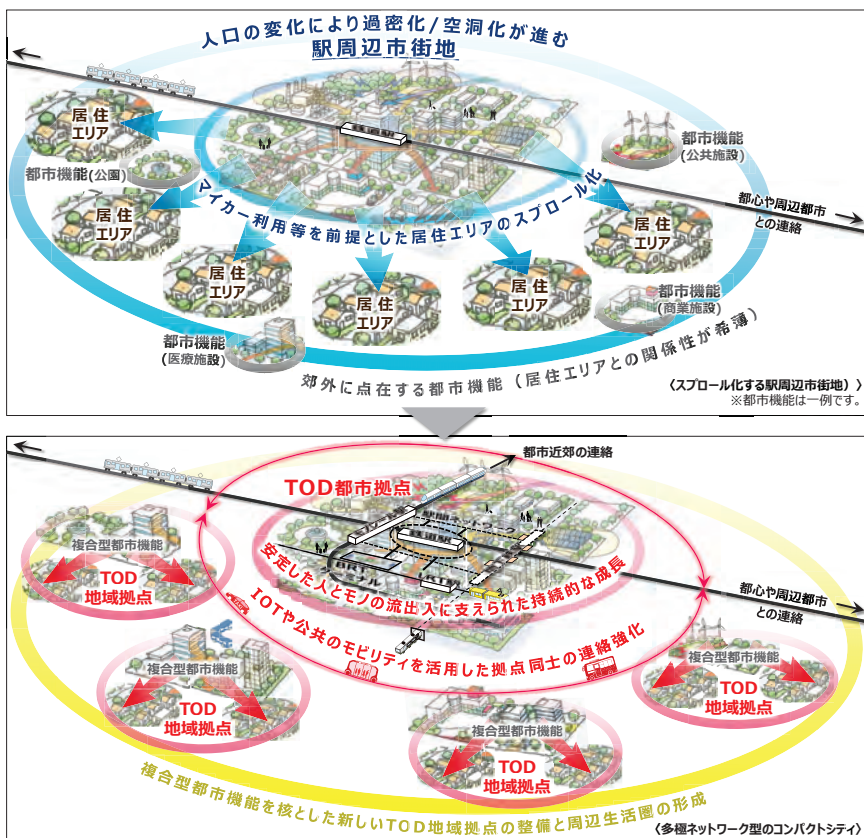 人口の変化により過密化/空洞化が進む
駅周辺市街地
居住
エリア
都市機能(公園)
居住
エリア
居住
エリア
居住
エリア
居住
エリア
居住
エリア
鉄道駅
都市機能
(公共施設)
都心や周辺都市
との連絡
マイカー利用等を前提とした居住エリアのスプロール化
都市機能
(商業施設)
都市機能
(医療施設)
郊外に点在する都市機能（居住エリアとの関係性が希薄）
〈スプロール化する駅周辺市街地）〉
※都市機能は一例です。
都市近郊の連絡
TOD都市拠点
鉄道駅
安定した人とモノの流出入に支えられた持続的な成長
IOTや公共のモビリティを活用した拠点同士の連絡強化
都心や周辺都市
との連絡
複合型都市機能
TOD
地域拠点
複合型都市機能
TOD
地域拠点
複合型都市機能
TOD
地域拠点
複合型都市機能
TOD
地域拠点
複合型都市機能を核とした新しいTOD地域拠点の整備と周辺生活圏の形成
〈多極ネットワーク型のコンパクトシティ〉